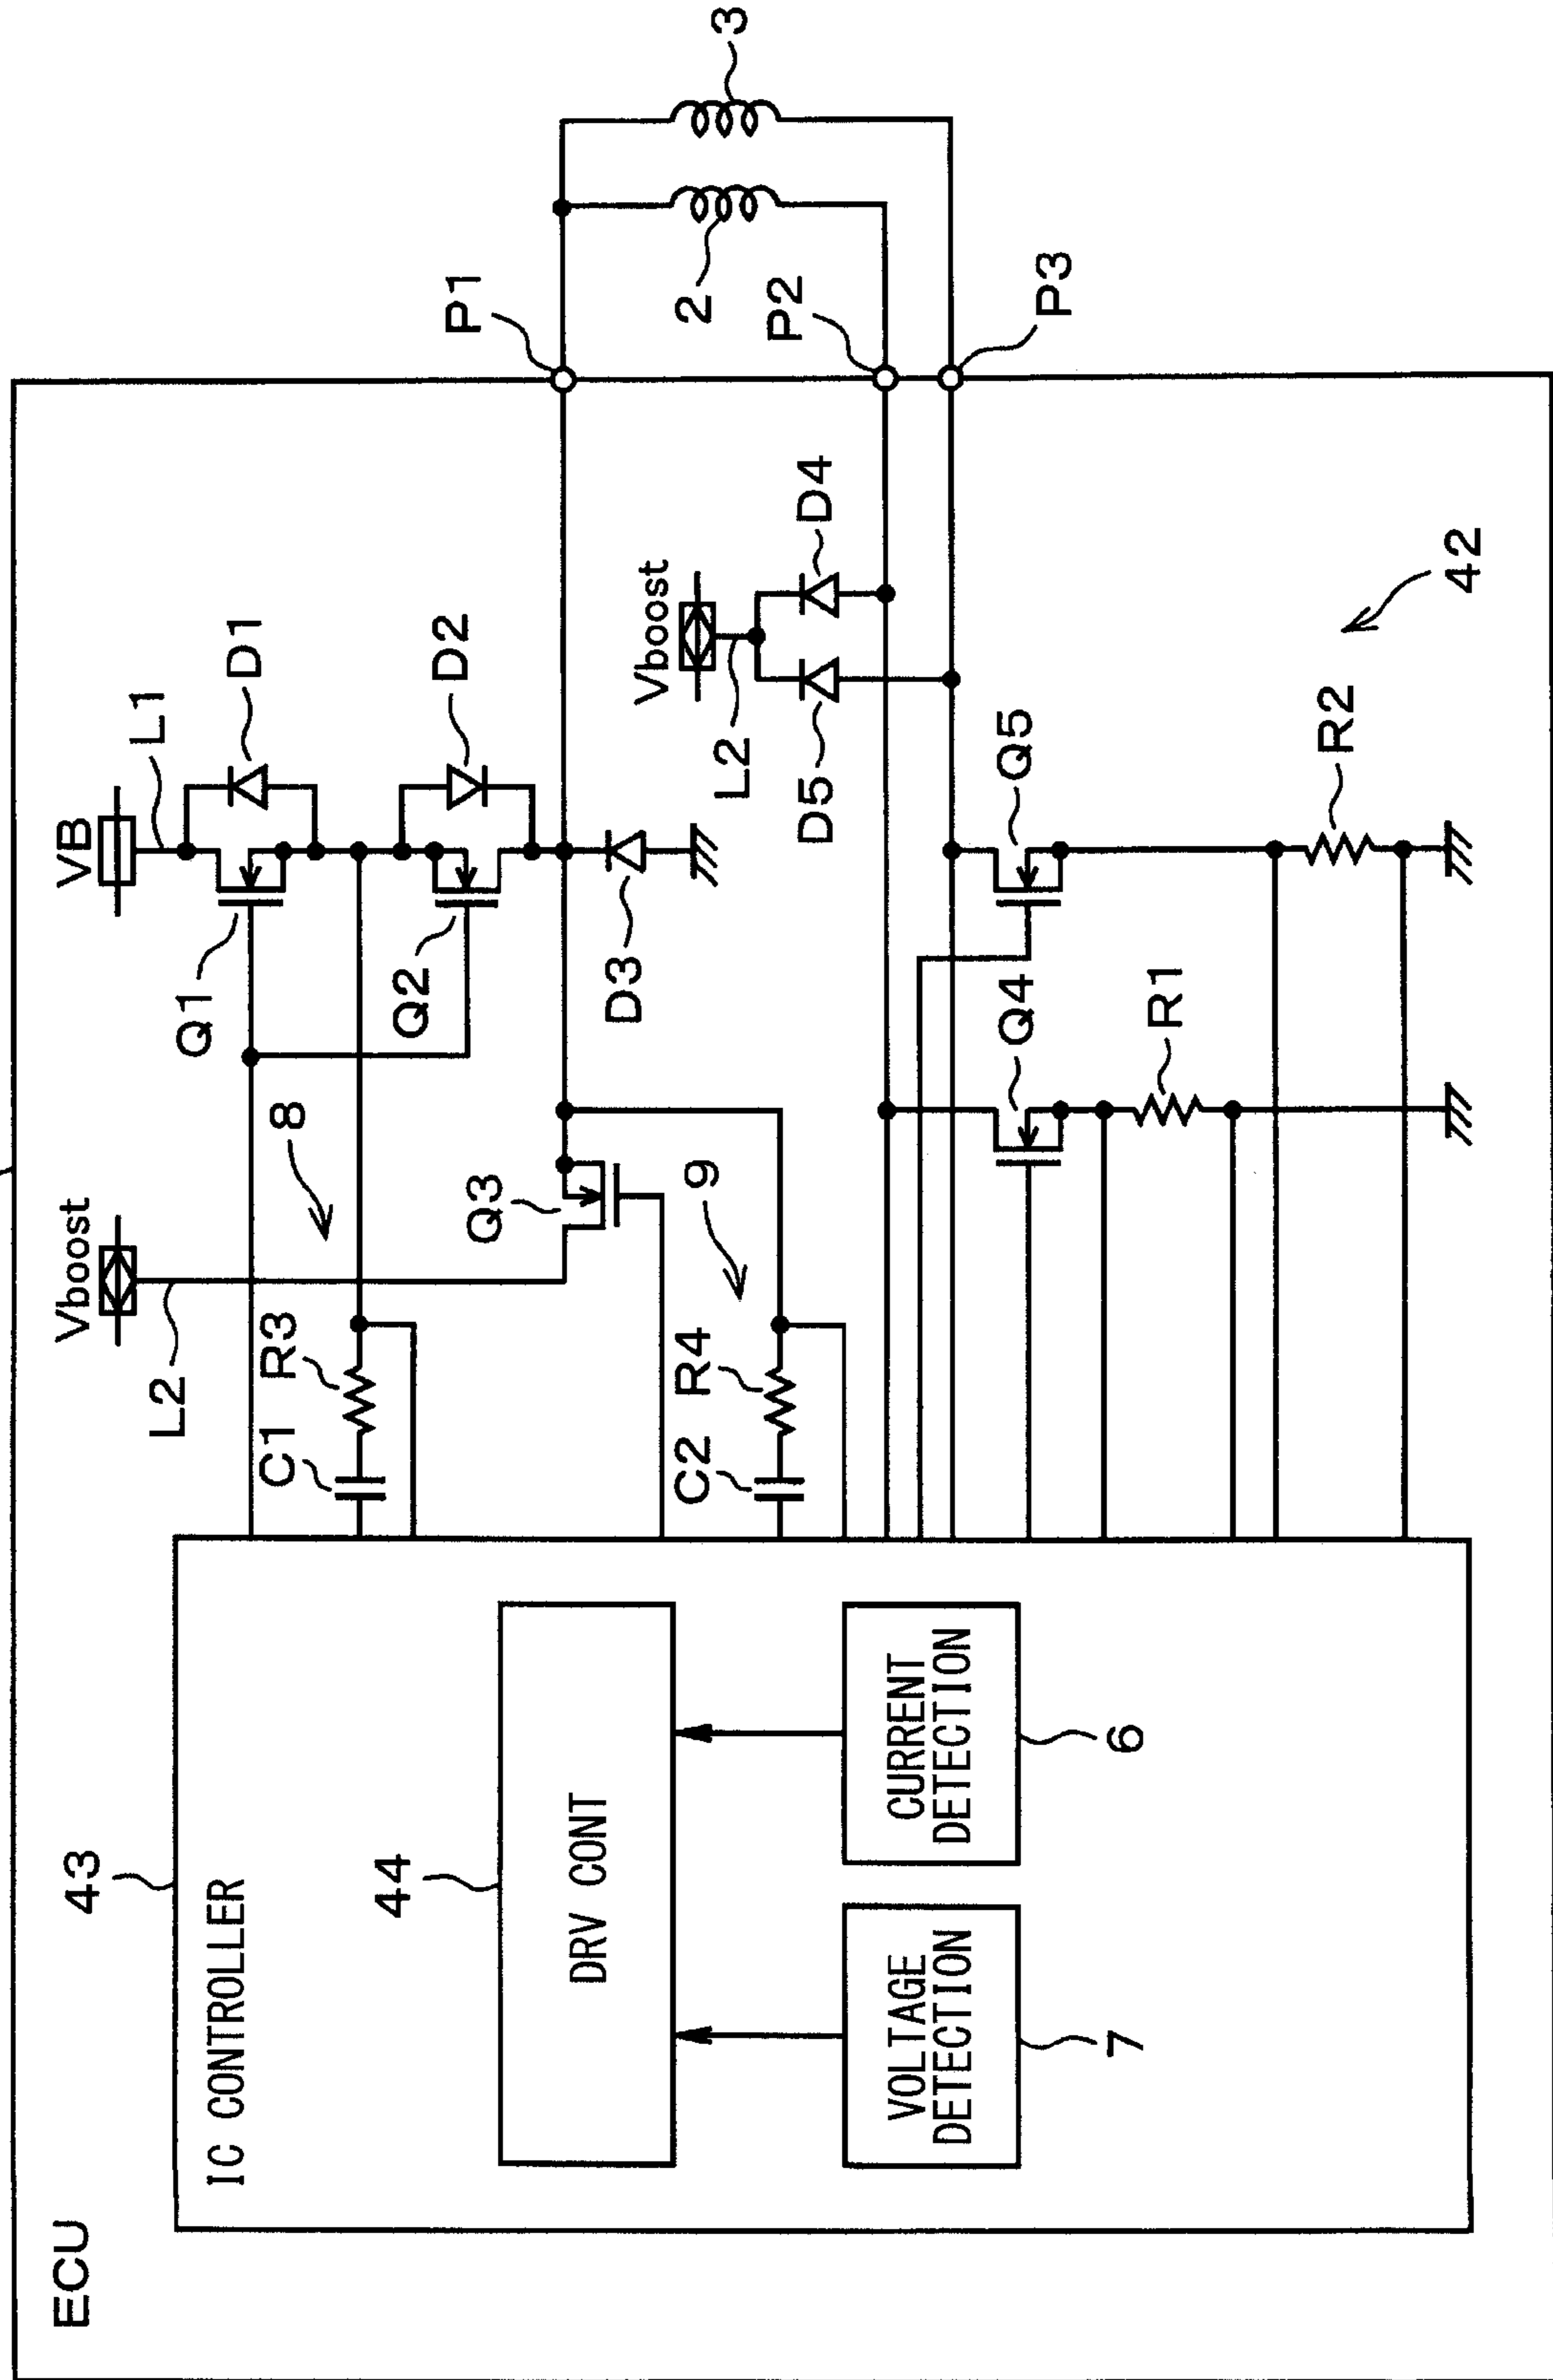 ECU
43
IC CONTROLLER
44
DRV CONT
VOLTAGE
DETECTION
7
CURRENT
DETECTION
6
Vboost
L2
8
C1
R3
Q3
9
C2
R4
VB
L1
Q1
D1
Q2
D2
D3
Vboost
L2
D4
D5
Q4
R1
Q5
R2
42
P1
P2
P3
2
3